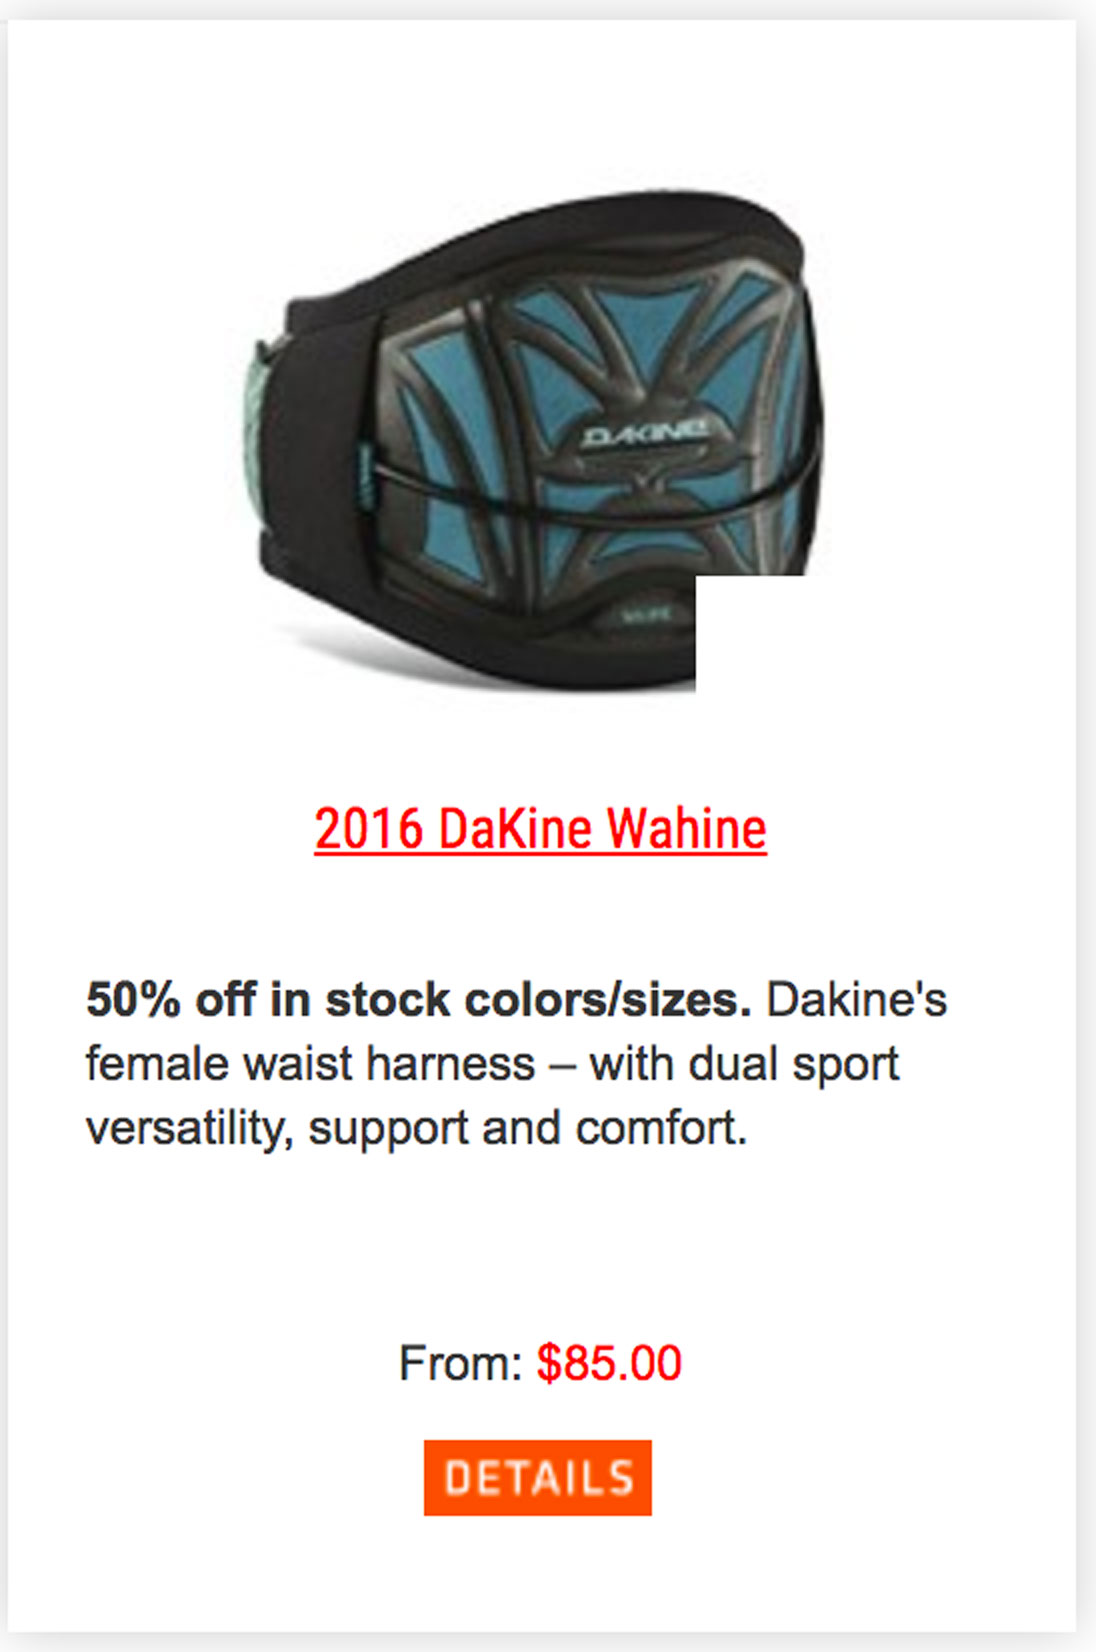 DAKINE
2016 DaKine Wahine
50% off in stock colors/sizes. Dakine's
female waist harness – with dual sport
versatility, support and comfort.
From: $85.00
DETAILS